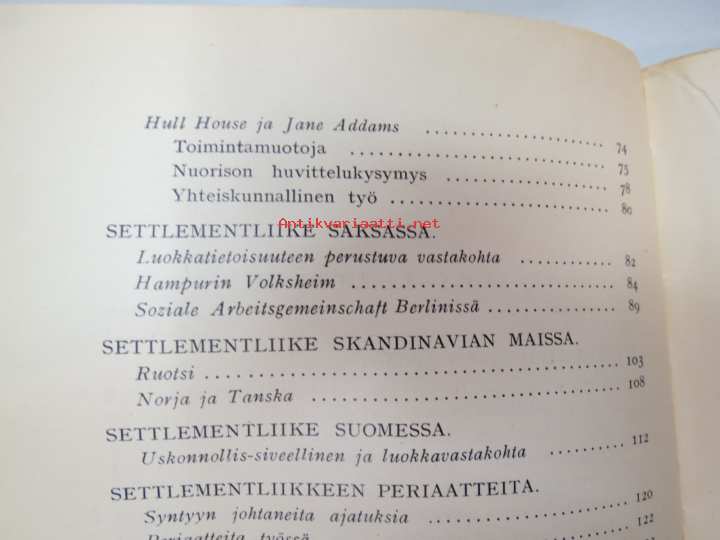 Hull House ja Jane Addams ............ 74
Toimintamuotoja ............ 75
Nuorison huvittelukysymys ............ 78
Yhteiskunnallinen työ ............ 80
Antikvariaatti.net
SETTLEMENTLIIKE SAKSASSA.
Luokkatietoisuuteen perustuva vastakohta ............ 82
Hampurin Volksheim ............ 84
Soziale Arbeitsgemeinschaft Berlinissä ............ 89
SETTLEMENTLIIKE SKANDINAVIAN MAISSA.
Ruotsi ............ 103
Norja ja Tanska ............ 108
SETTLEMENTLIIKE SUOMESSA.
Uskonnollis-siveellinen ja luokkavastakohta ............ 112
SETTLEMENTLIIKKEEN PERIAATTEITA.
Syntyyn johtaneita ajatuksia ............ 120
Periaatteita työssä ............ 122